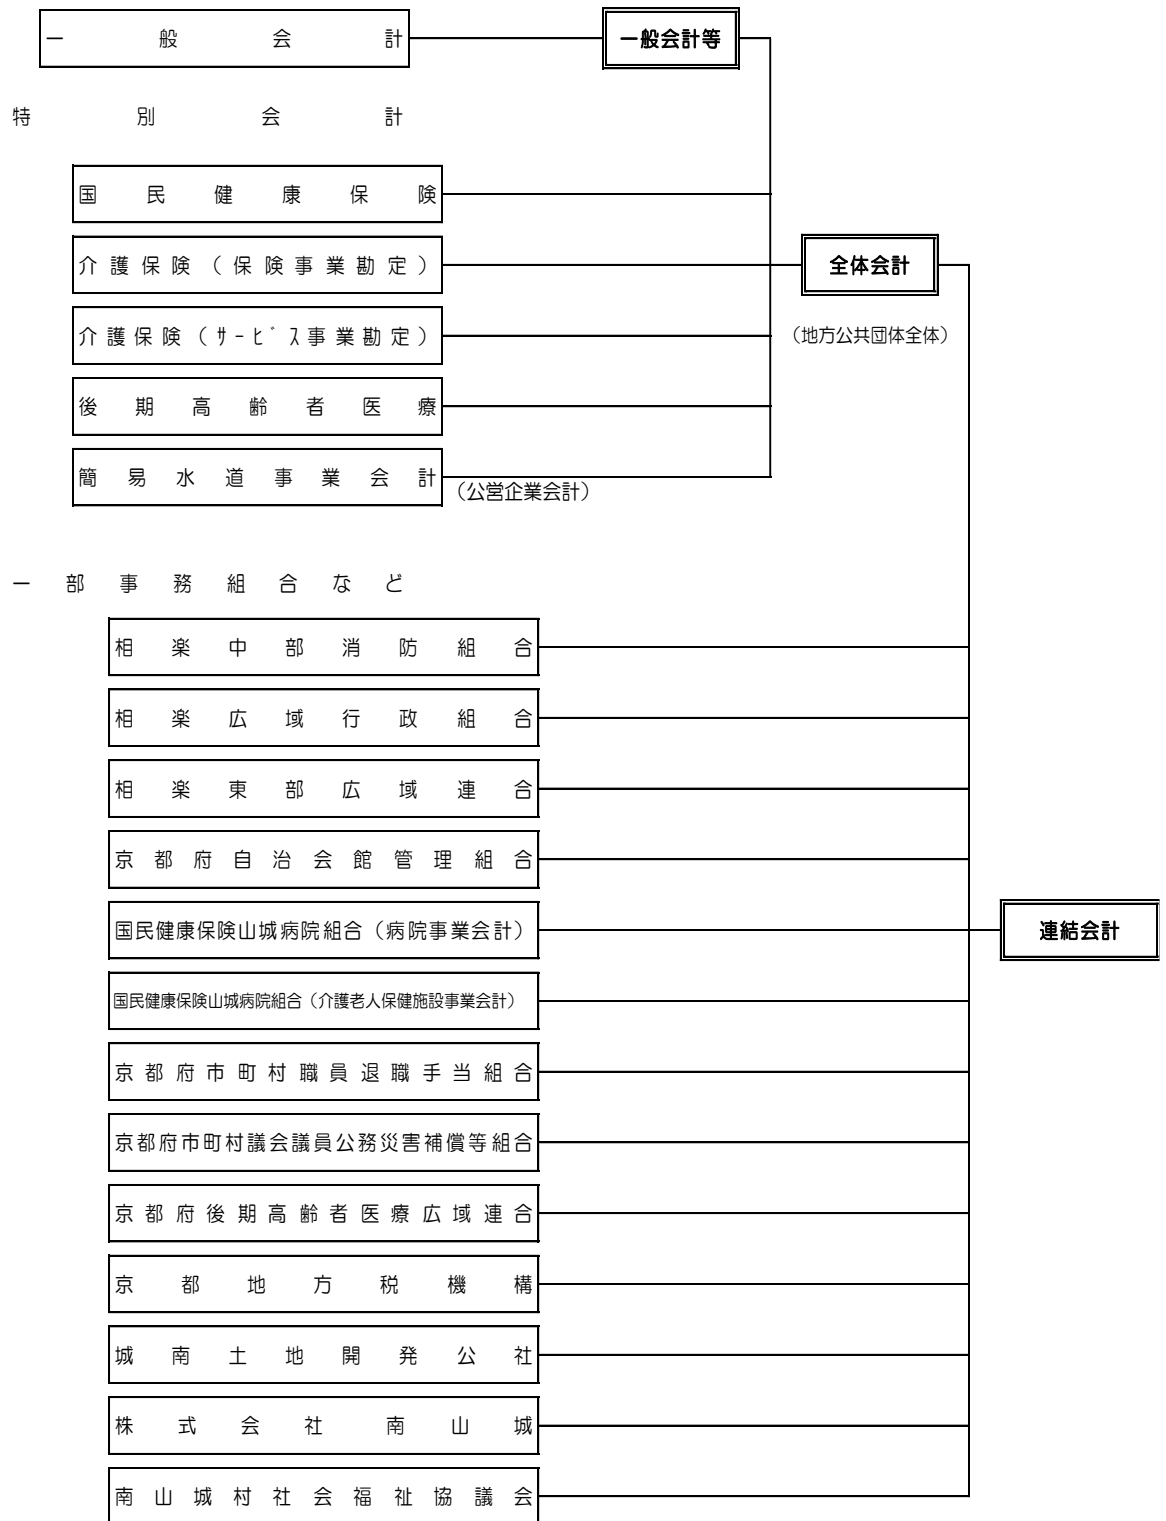 一般会計 一般会計等
特別会計
国民健康保険
介護保険（保険事業勘定） 全体会計
介護保険（ｻｰﾋﾞｽ事業勘定） （地方公共団体全体）
後期高齢者医療
簡易水道事業会計 （公営企業会計）
一部事務組合など
相楽中部消防組合
相楽広域行政組合
相楽東部広域連合
京都府自治会館管理組合
国民健康保険山城病院組合（病院事業会計） 連結会計
国民健康保険山城病院組合（介護老人保健施設事業会計）
京都府市町村職員退職手当組合
京都府市町村議会議員公務災害補償等組合
京都府後期高齢者医療広域連合
京都地方税機構
城南土地開発公社
株式会社南山城
南山城村社会福祉協議会